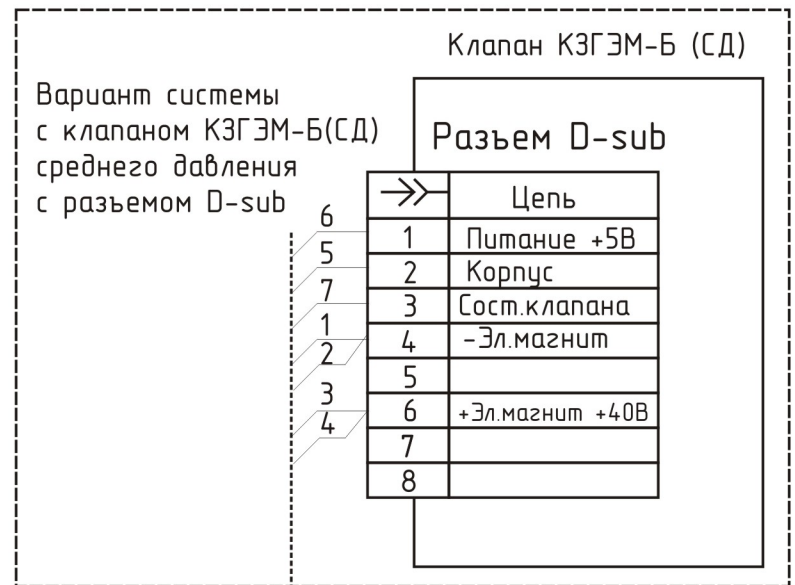 Клапан КЗГЭМ-Б (СД)
Вариант системы
с клапаном КЗГЭМ-Б(СД)
среднего давления
с разъемом D-sub
Разъем D-sub
Цепь
6
1 Питание +5В
5
2 Корпус
7
3 Сост.клапана
1
4 -Эл.магнит
2
5
3
6 +Эл.магнит +40В
4
7
8